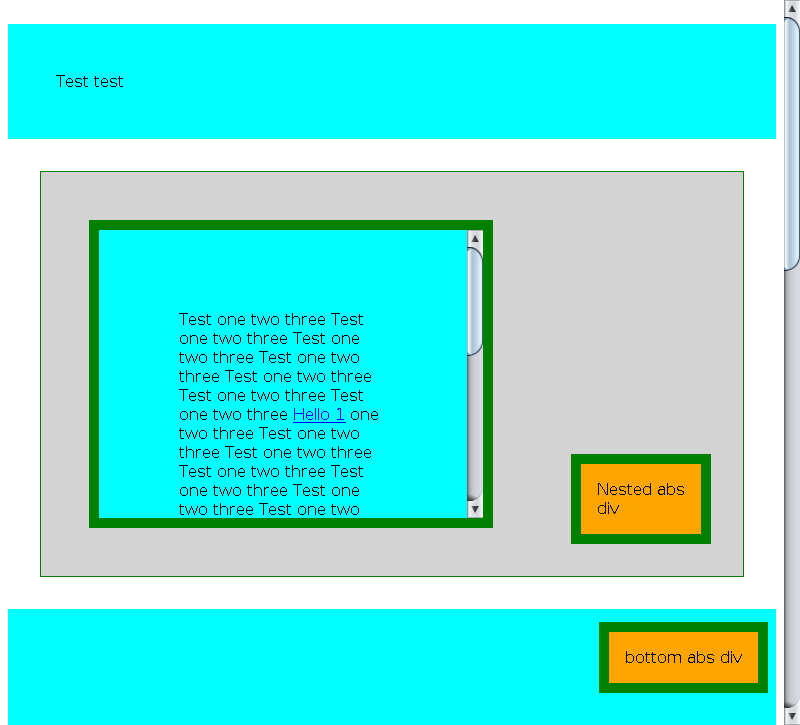 Test test
Test one two three Test
one two three Test one
two three Test one two
three Test one two three
Test one two three Test
one two three Hello 1 one
two three Test one two
three Test one two three
Test one two three Test
one two three Test one
two three Test one two
Nested abs
div
bottom abs div